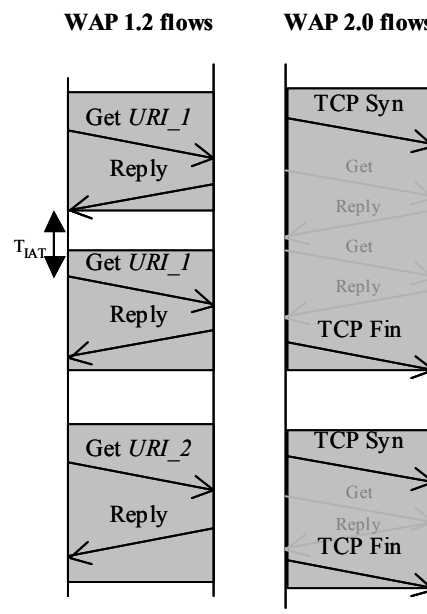 WAP 1.2 flows
Get URI_1
Reply
T_IAT
Get URI_1
Reply
Get URI_2
Reply
WAP 2.0 flows
TCP Syn
Get
Reply
Get
Reply
TCP Fin
TCP Syn
Get
Reply
TCP Fin